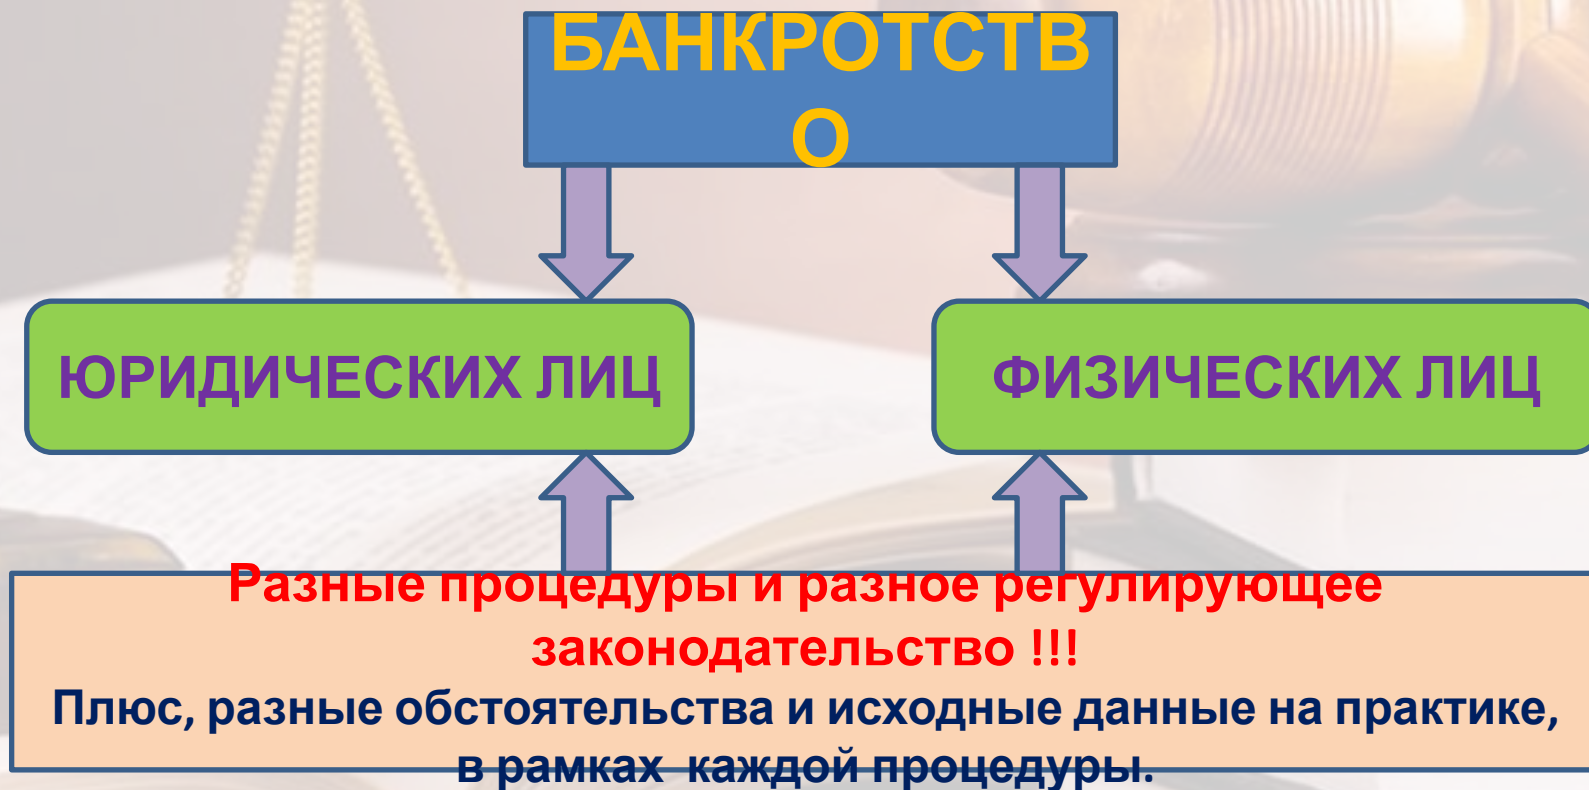 БАНКРОТСТВ
О
ЮРИДИЧЕСКИХ ЛИЦ
ФИЗИЧЕСКИХ ЛИЦ
Разные процедуры и разное регулирующее
законодательство !!!
Плюс, разные обстоятельства и исходные данные на практике,
в рамках каждой процедуры.